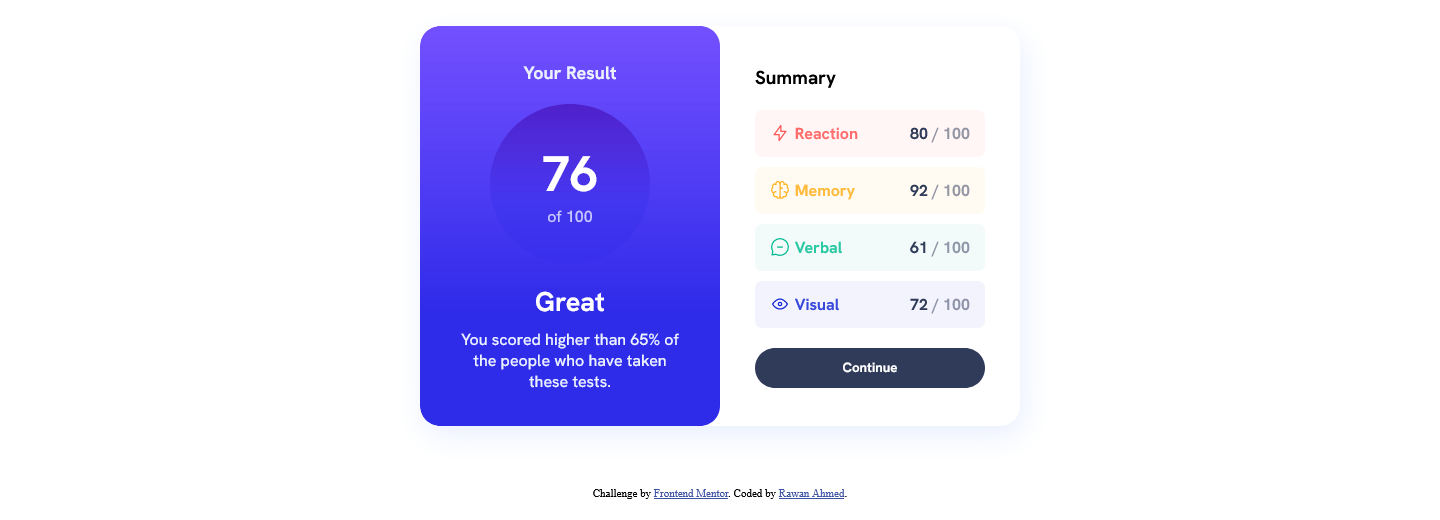 Your Result
76
of 100
Great
You scored higher than 65% of
the people who have taken
these tests.
Summary
Reaction 80 / 100
Memory 92 / 100
Verbal 61 / 100
Visual 72 / 100
Continue
Challenge by Frontend Mentor. Coded by Rawan Ahmed.